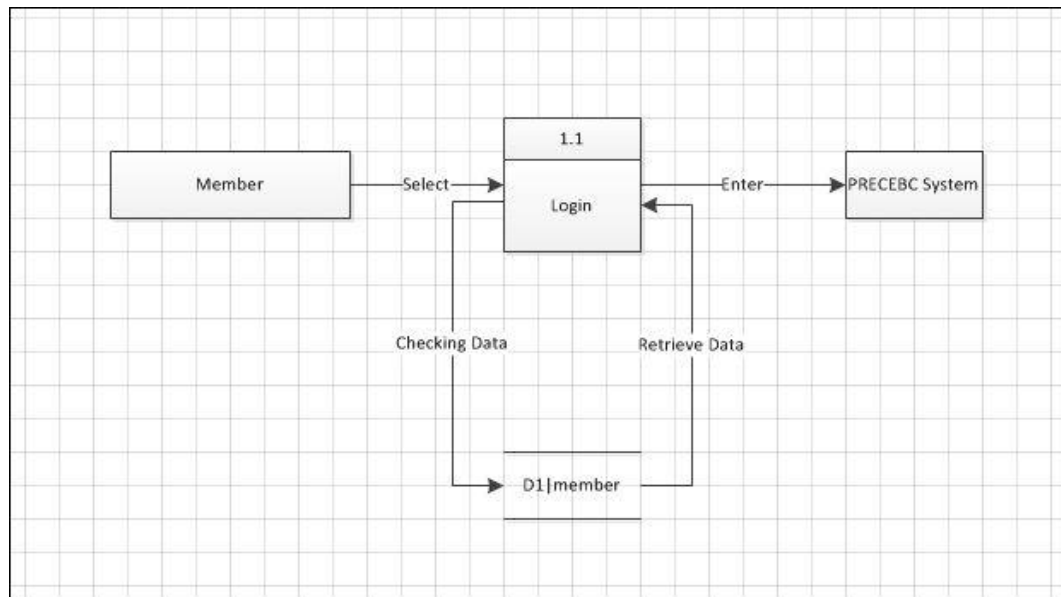 1.1
Member
Select
Login
Enter
PRECEBC System
Checking Data
Retrieve Data
D1|member